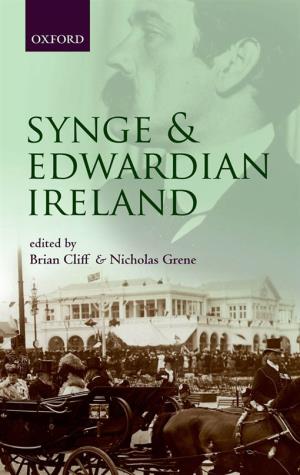 OXFORD
SYNGE &
EDWARDIAN
IRELAND
edited by
Brian Cliff & Nicholas Grene